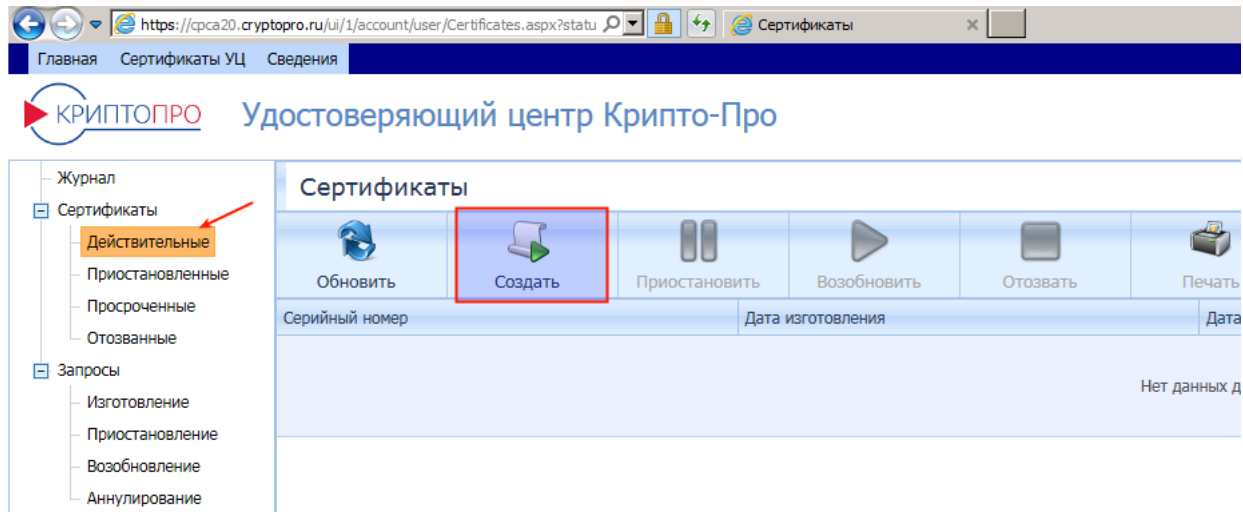 https://cpca20.cryptopro.ru/ui/1/account/user/Certificates.aspx?statu
Сертификаты
Главная Сертификаты УЦ Сведения
КРИПТОПРО
Удостоверяющий центр Крипто-Про
Журнал
Сертификаты
Действительные
Приостановленные
Просроченные
Отозванные
Запросы
Изготовление
Приостановление
Возобновление
Аннулирование
Сертификаты
Обновить Создать Приостановить Возобновить Отозвать Печать
Серийный номер Дата изготовления Дата
Нет данных д